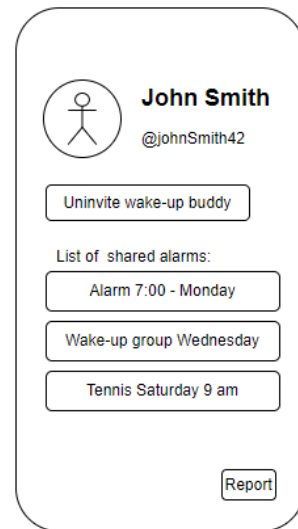 John Smith
@johnSmith42
Uninvite wake-up buddy
List of shared alarms:
Alarm 7:00 - Monday
Wake-up group Wednesday
Tennis Saturday 9 am
Report